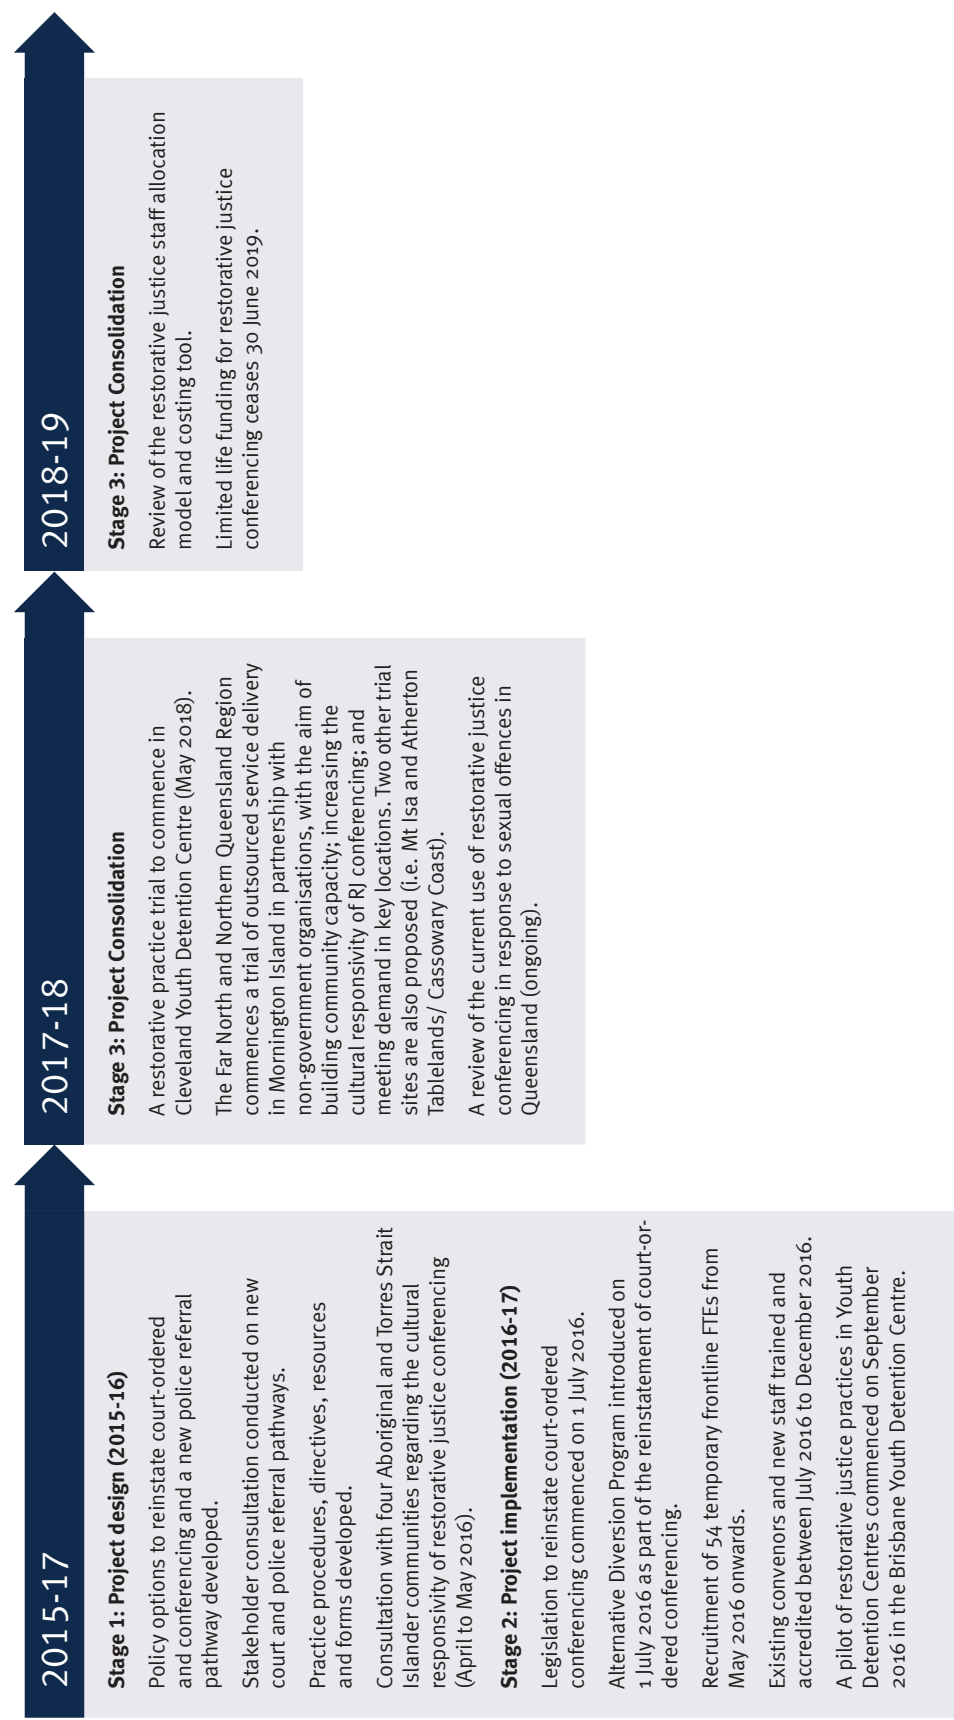 2015-17
Stage 1: Project design (2015-16)
Policy options to reinstate court-ordered
and conferencing and a new police referral
pathway developed.
Stakeholder consultation conducted on new
court and police referral pathways.
Practice procedures, directives, resources
and forms developed.
Consultation with four Aboriginal and Torres Strait
Islander communities regarding the cultural
responsivity of restorative justice conferencing
(April to May 2016).
Stage 2: Project implementation (2016-17)
Legislation to reinstate court-ordered
conferencing commenced on 1 July 2016.
Alternative Diversion Program introduced on
1 July 2016 as part of the reinstatement of court-or-
dered conferencing.
Recruitment of 54 temporary frontline FTEs from
May 2016 onwards.
Existing convenors and new staff trained and
accredited between July 2016 to December 2016.
A pilot of restorative justice practices in Youth
Detention Centres commenced on September
2016 in the Brisbane Youth Detention Centre.
2017-18
Stage 3: Project Consolidation
A restorative practice trial to commence in
Cleveland Youth Detention Centre (May 2018).
The Far North and Northern Queensland Region
commences a trial of outsourced service delivery
in Mornington Island in partnership with
non-government organisations, with the aim of
building community capacity; increasing the
cultural responsivity of RJ conferencing; and
meeting demand in key locations. Two other trial
sites are also proposed (i.e. Mt Isa and Atherton
Tablelands/ Cassowary Coast).
A review of the current use of restorative justice
conferencing in response to sexual offences in
Queensland (ongoing).
2018-19
Stage 3: Project Consolidation
Review of the restorative justice staff allocation
model and costing tool.
Limited life funding for restorative justice
conferencing ceases 30 June 2019.